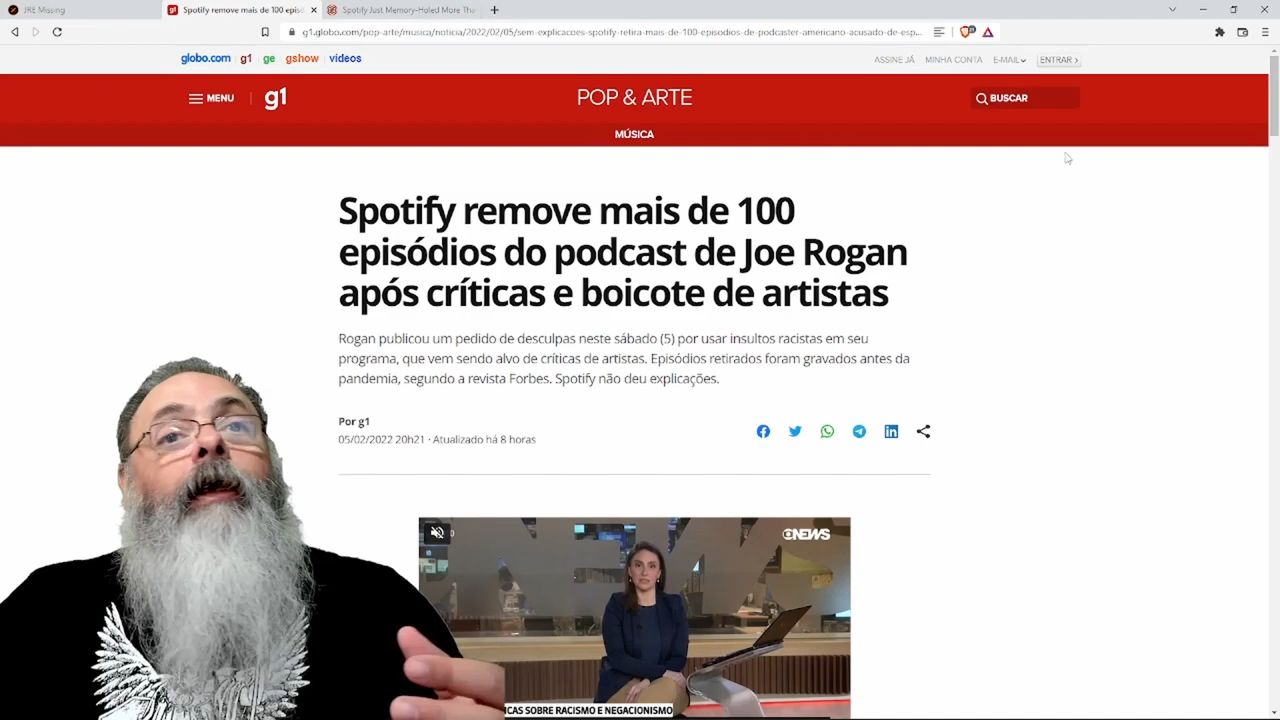 JRE Missing
g1 Spotify remove mais de 100 episó
Spotify Just Memory-Holed More Tha
g1.globo.com/pop-arte/musica/noticia/2022/02/05/sem-explicacoes-spotify-retira-mais-de-100-episodios-de-podcaster-americano-acusado-de-esp...
globo.com g1 ge gshow vídeos
ASSINE JÁ MINHA CONTA E-MAIL ENTRAR
MENU g1 POP & ARTE BUSCAR
MÚSICA
Spotify remove mais de 100
episódios do podcast de Joe Rogan
após críticas e boicote de artistas
Rogan publicou um pedido de desculpas neste sábado (5) por usar insultos racistas em seu
programa, que vem sendo alvo de críticas de artistas. Episódios retirados foram gravados antes da
pandemia, segundo a revista Forbes. Spotify não deu explicações.
Por g1
05/02/2022 20h21 · Atualizado há 8 horas
NEWS
ICAS SOBRE RACISMO E NEGACIONISMO